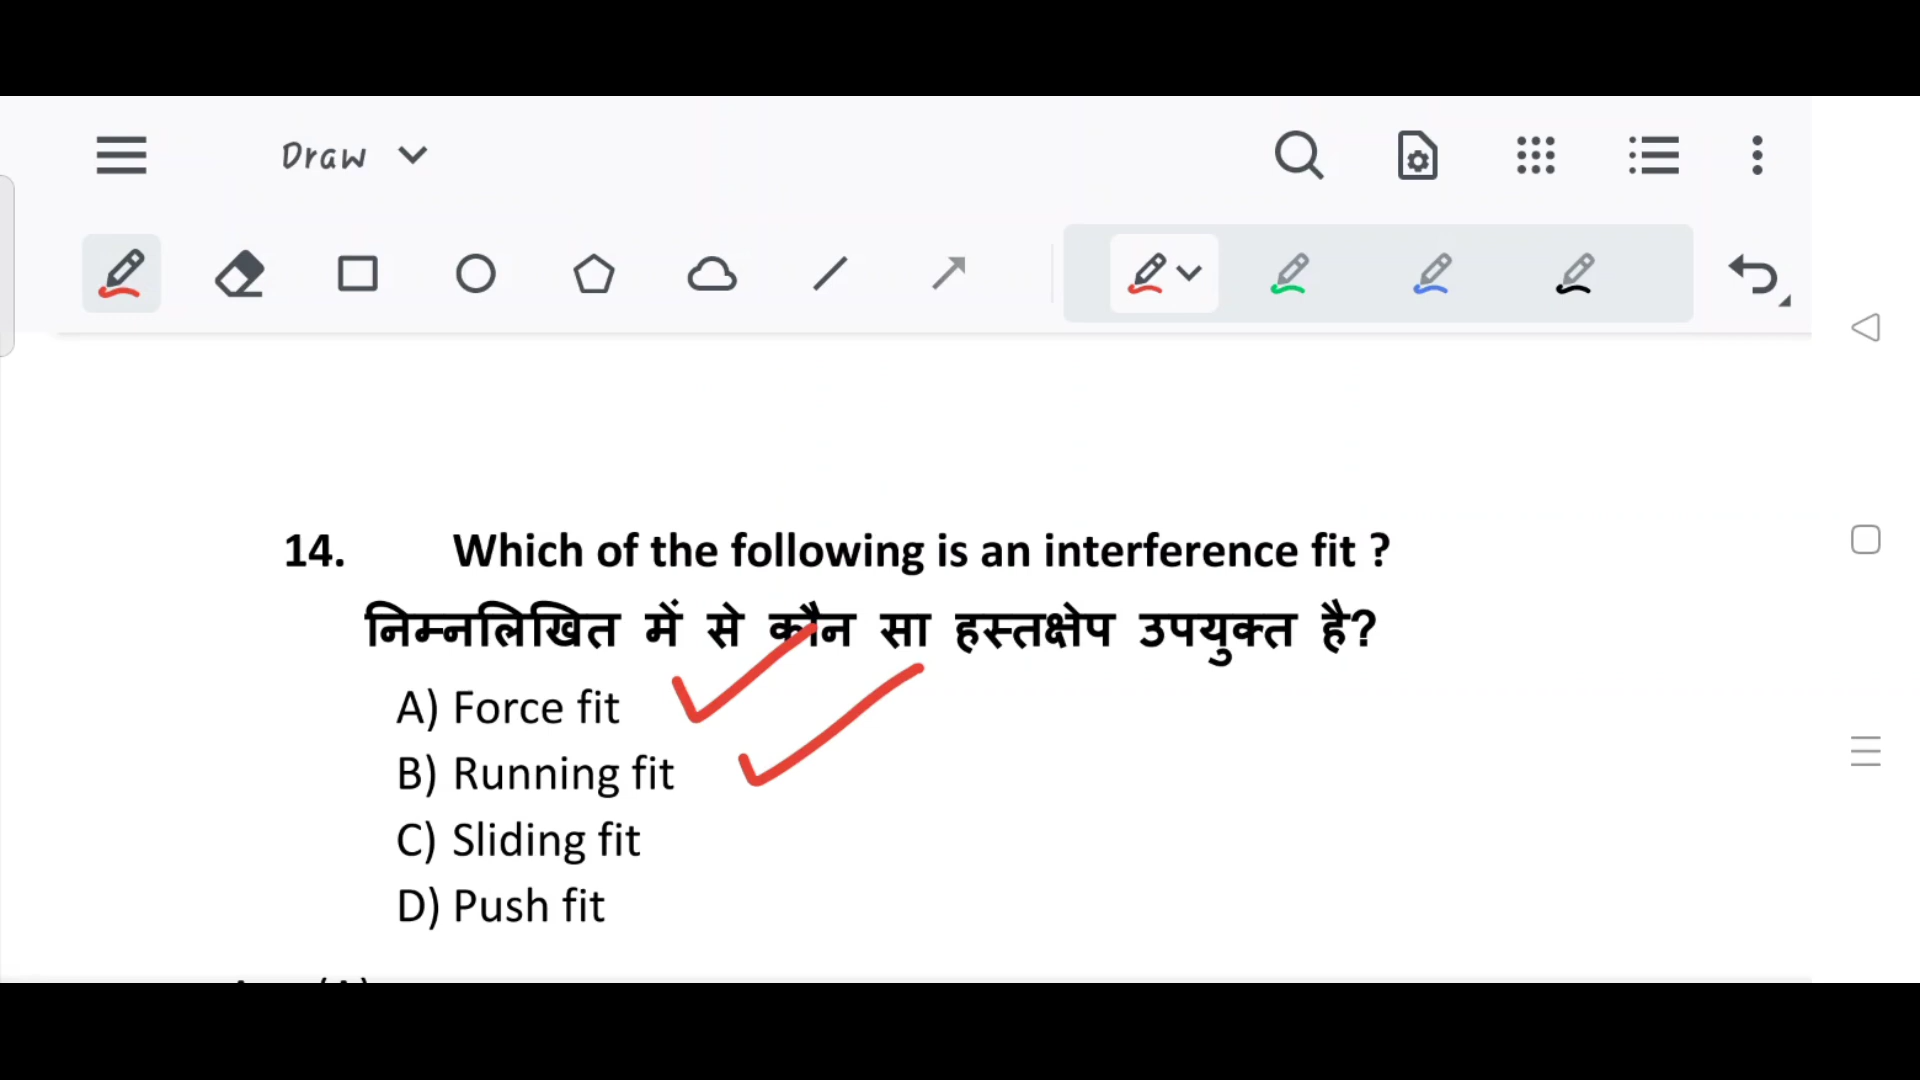 Draw
14. Which of the following is an interference fit ?
निम्नलिखित में से कौन सा हस्तक्षेप उपयुक्त है?
A) Force fit
B) Running fit
C) Sliding fit
D) Push fit